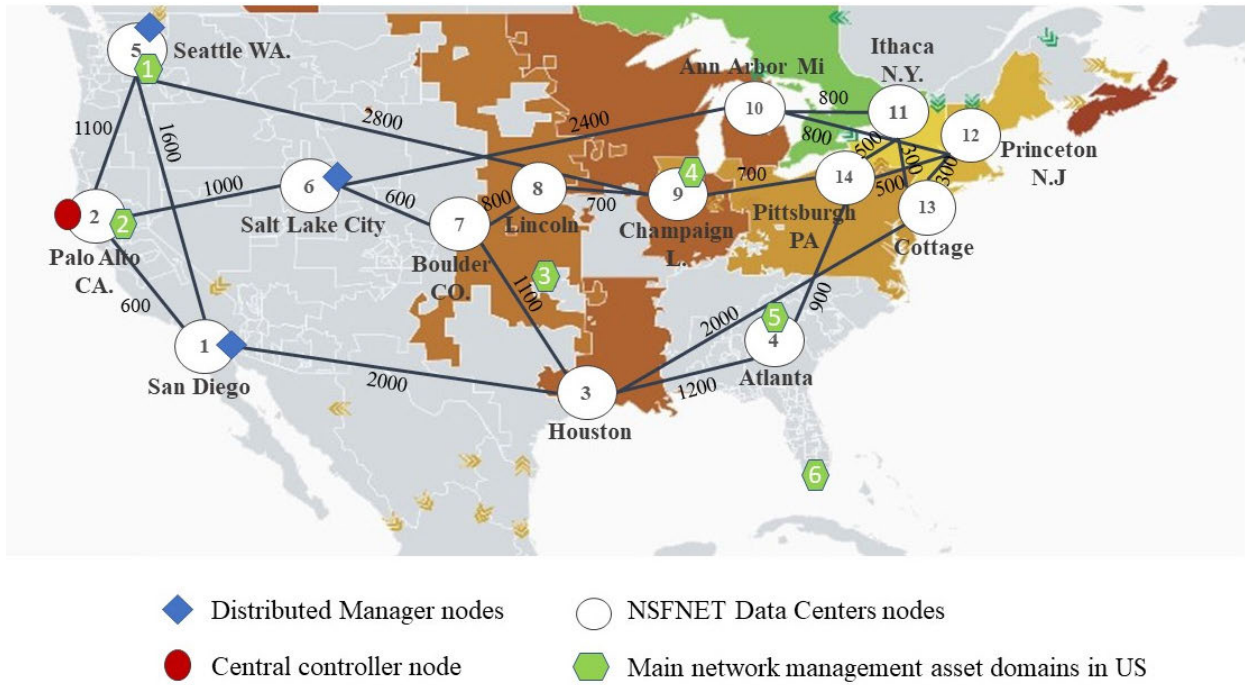 Ithaca
N.Y.
5
Seattle WA.
1
Ann Arbor Mi
10
800
11
1100
1600
2800
2400
800
500
300
12
Princeton
N.J
1000
6
600
800
8
700
4
9
700
14
500
300
2
2
Salt Lake City
7
Lincoln
Champaign
L.
Pittsburgh
PA
13
Cottage
Palo Alto
CA.
Boulder
CO.
3
1100
600
2000
900
5
1
2000
4
San Diego
2000
3
1200
Atlanta
Houston
6
Distributed Manager nodes
NSFNET Data Centers nodes
Central controller node
Main network management asset domains in US